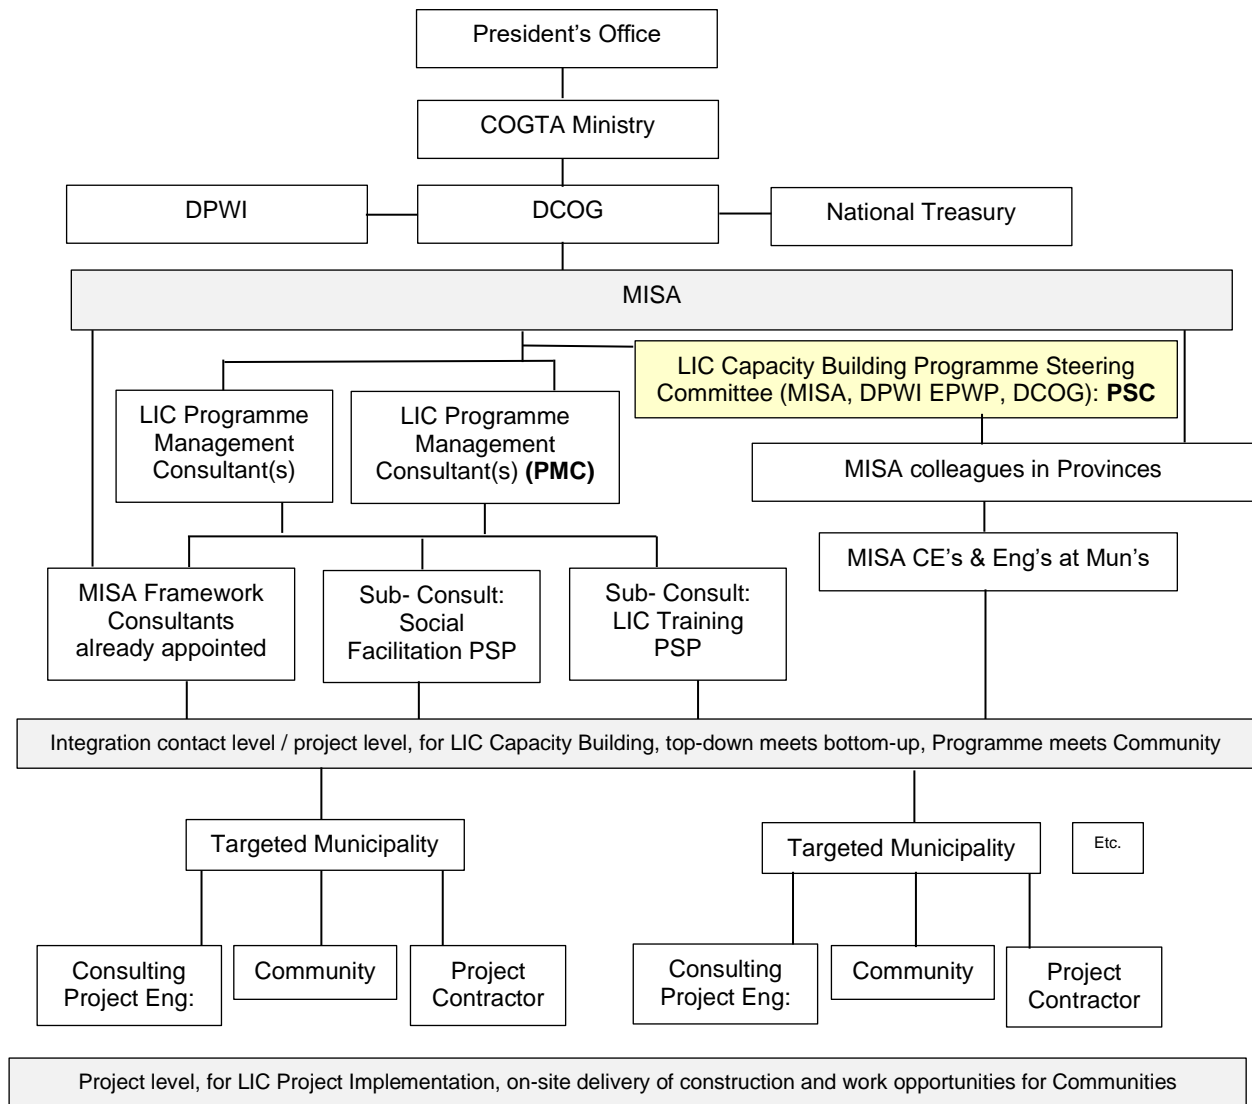 President's Office
COGTA Ministry
DPWI
DCOG
National Treasury
MISA
LIC Capacity Building Programme Steering
Committee (MISA, DPWI EPWP, DCOG): PSC
LIC Programme
Management
Consultant(s)
LIC Programme
Management
Consultant(s) (PMC)
MISA colleagues in Provinces
MISA CE's & Eng's at Mun's
MISA Framework
Consultants
already appointed
Sub- Consult:
Social
Facilitation PSP
Sub- Consult:
LIC Training
PSP
Integration contact level / project level, for LIC Capacity Building, top-down meets bottom-up, Programme meets Community
Targeted Municipality
Targeted Municipality
Etc.
Consulting
Project Eng:
Community
Project
Contractor
Consulting
Project Eng:
Community
Project
Contractor
Project level, for LIC Project Implementation, on-site delivery of construction and work opportunities for Communities